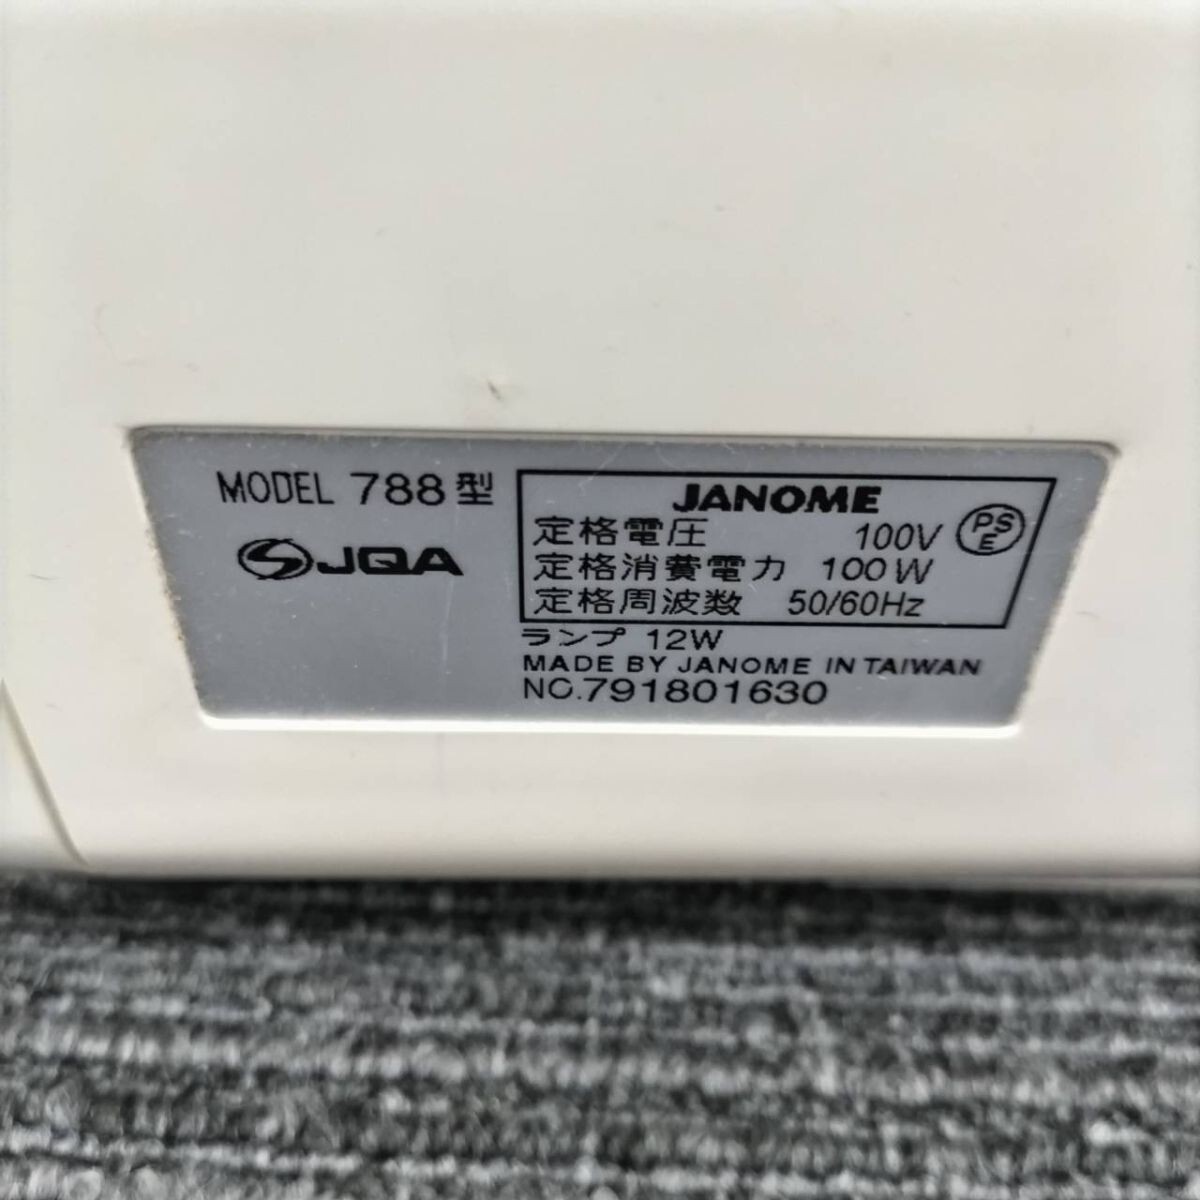 MODEL 788型
JQA
JANOME
定格電圧 100V
PS
E
定格消費電力 100W
定格周波数 50/60Hz
ランプ 12W
MADE BY JANOME IN TAIWAN
NO.791801630